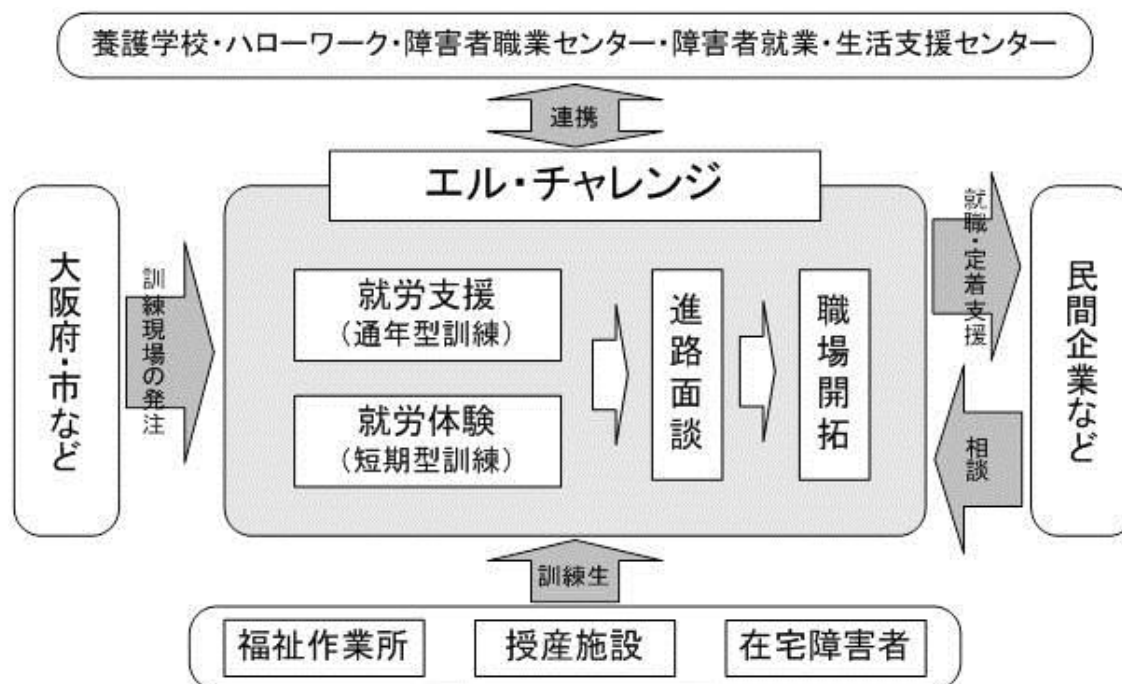 養護学校・ハローワーク・障害者職業センター・障害者就業・生活支援センター
連携
エル・チャレンジ
大阪府・市など
訓練現場の発注
就労支援
（通年型訓練）
就労体験
（短期型訓練）
進路面談
職場開拓
就職・定着支援
相談
民間企業など
訓練生
福祉作業所
授産施設
在宅障害者